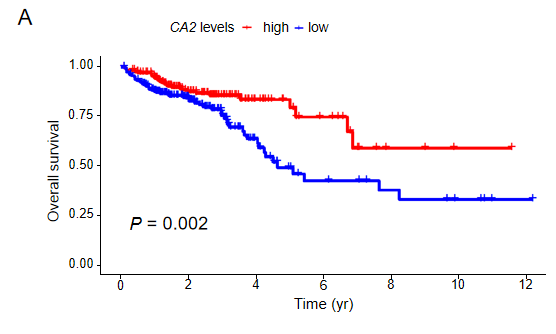 A
CA2 levels high low
1.00
0.75
0.50
0.25
0.00
Overall survival
P = 0.002
0 2 4 6 8 10 12
Time (yr)